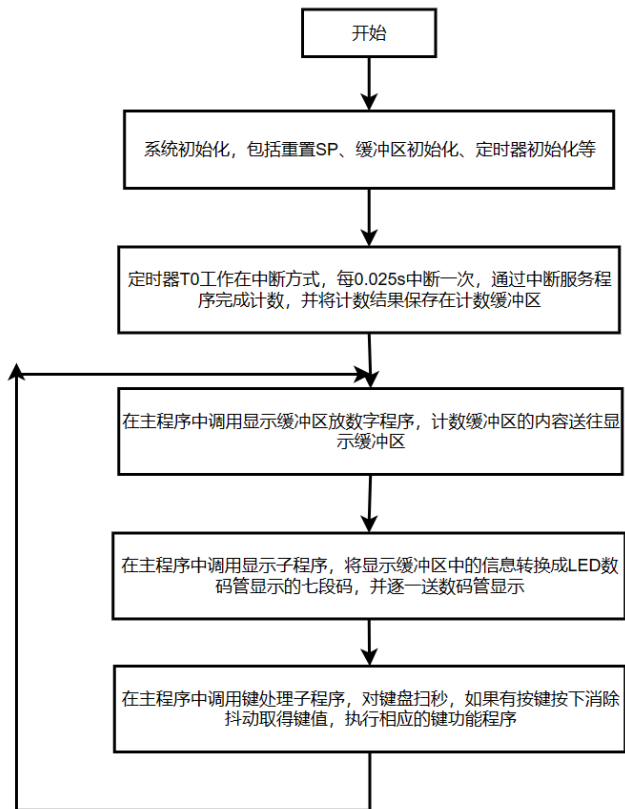 开始
系统初始化，包括重置SP、缓冲区初始化、定时器初始化等
定时器T0工作在中断方式，每0.025s中断一次，通过中断服务程
序完成计数，并将计数结果保存在计数缓冲区
在主程序中调用显示缓冲区放数字程序，计数缓冲区的内容送往显
示缓冲区
在主程序中调用显示子程序，将显示缓冲区中的信息转换成LED数
码管显示的七段码，并逐一送数码管显示
在主程序中调用键处理子程序，对键盘扫秒，如果有按键按下消除
抖动取得键值，执行相应的键功能程序